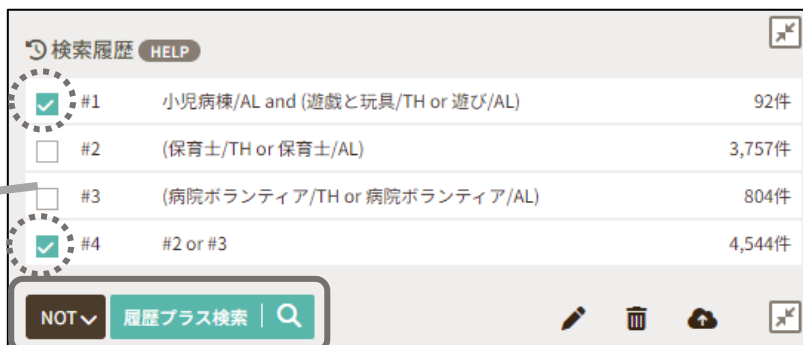 検索履歴 HELP
#1 小児病棟/AL and (遊戯と玩具/TH or 遊び/AL) 92件
#2 (保育士/TH or 保育士/AL) 3,757件
#3 (病院ボランティア/TH or 病院ボランティア/AL) 804件
#4 #2 or #3 4,544件
NOT 履歴プラス検索